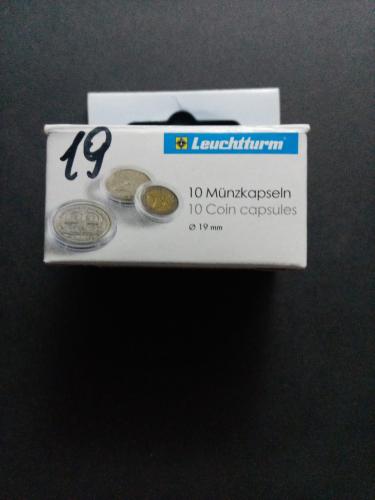 19
Leuchtturm
10 Münzkapseln
10 Coin capsules
Ø 19 mm